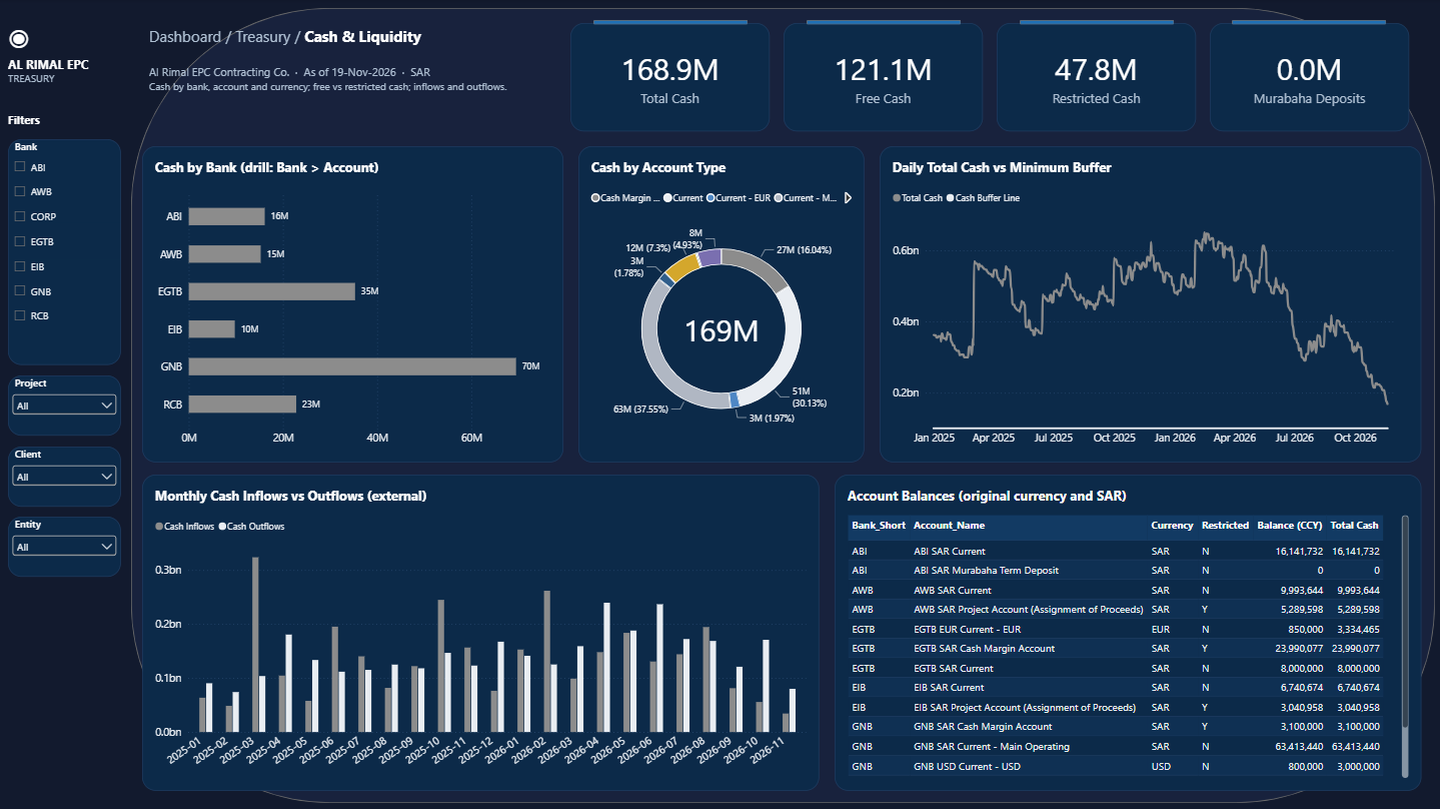 AL RIMAL EPC
TREASURY
Filters
Bank
ABI
AWB
CORP
EGTB
EIB
GNB
RCB
Project
All
Client
All
Entity
All
Dashboard / Treasury / Cash & Liquidity
Al Rimal EPC Contracting Co. · As of 19-Nov-2026 · SAR
Cash by bank, account and currency; free vs restricted cash; inflows and outflows.
168.9M
Total Cash
121.1M
Free Cash
47.8M
Restricted Cash
0.0M
Murabaha Deposits
Cash by Bank (drill: Bank > Account)
ABI 16M
AWB 15M
EGTB 35M
EIB 10M
GNB 70M
RCB 23M
0M 20M 40M 60M
Cash by Account Type
Cash Margin ... Current Current - EUR Current - M...
8M
(4.93%)
12M (7.3%)
3M
(1.78%)
27M (16.04%)
169M
51M
(30.13%)
63M (37.55%)
3M (1.97%)
Daily Total Cash vs Minimum Buffer
Total Cash Cash Buffer Line
0.6bn
0.4bn
0.2bn
Jan 2025 Apr 2025 Jul 2025 Oct 2025 Jan 2026 Apr 2026 Jul 2026 Oct 2026
Monthly Cash Inflows vs Outflows (external)
Cash Inflows Cash Outflows
0.3bn
0.2bn
0.1bn
0.0bn
2025-01 2025-02 2025-03 2025-04 2025-05 2025-06 2025-07 2025-08 2025-09 2025-10 2025-11 2025-12 2026-01 2026-02 2026-03 2026-04 2026-05 2026-06 2026-07 2026-08 2026-09 2026-10 2026-11
Account Balances (original currency and SAR)
Bank_Short Account_Name Currency Restricted Balance (CCY) Total Cash
ABI ABI SAR Current SAR N 16,141,732 16,141,732
ABI ABI SAR Murabaha Term Deposit SAR N 0 0
AWB AWB SAR Current SAR N 9,993,644 9,993,644
AWB AWB SAR Project Account (Assignment of Proceeds) SAR Y 5,289,598 5,289,598
EGTB EGTB EUR Current - EUR EUR N 850,000 3,334,465
EGTB EGTB SAR Cash Margin Account SAR Y 23,990,077 23,990,077
EGTB EGTB SAR Current SAR N 8,000,000 8,000,000
EIB EIB SAR Current SAR N 6,740,674 6,740,674
EIB EIB SAR Project Account (Assignment of Proceeds) SAR Y 3,040,958 3,040,958
GNB GNB SAR Cash Margin Account SAR Y 3,100,000 3,100,000
GNB GNB SAR Current - Main Operating SAR N 63,413,440 63,413,440
GNB GNB USD Current - USD USD N 800,000 3,000,000